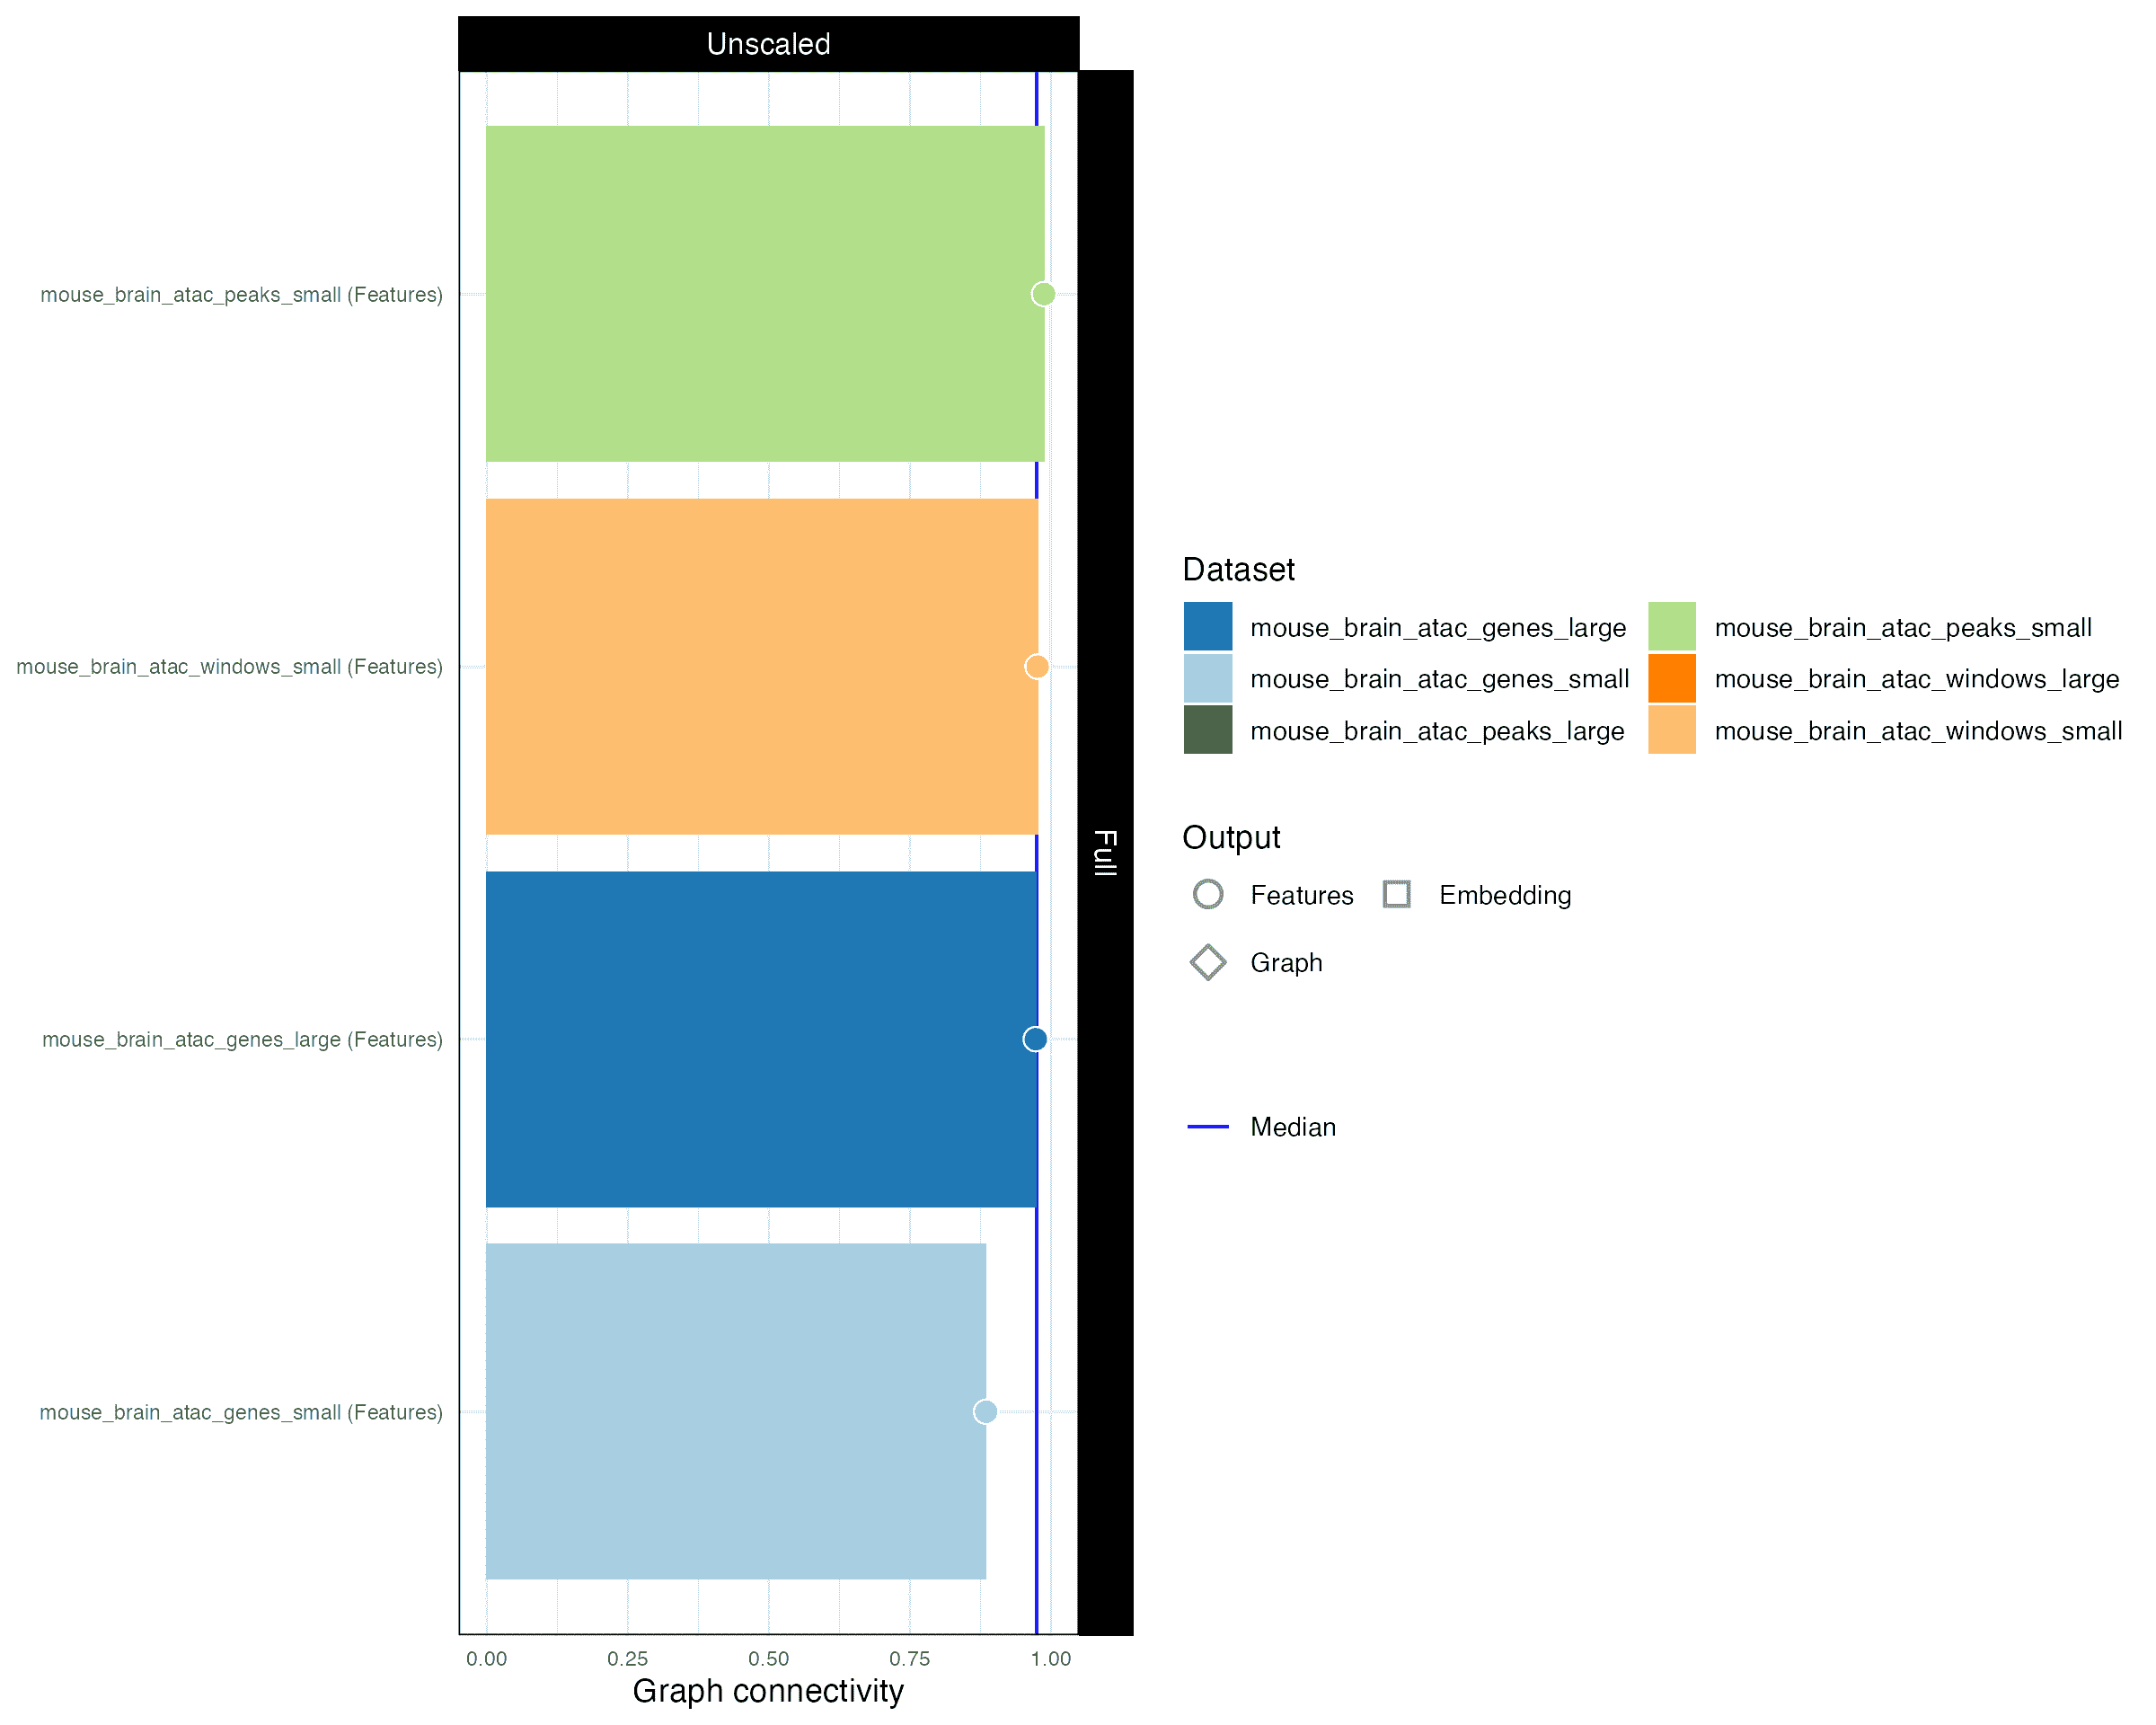 Unscaled
mouse_brain_atac_peaks_small (Features)
mouse_brain_atac_windows_small (Features)
mouse_brain_atac_genes_large (Features)
mouse_brain_atac_genes_small (Features)
0.00 0.25 0.50 0.75 1.00
Graph connectivity
Full
Dataset
mouse_brain_atac_genes_large mouse_brain_atac_peaks_small
mouse_brain_atac_genes_small mouse_brain_atac_windows_large
mouse_brain_atac_peaks_large mouse_brain_atac_windows_small
Output
Features Embedding
Graph
Median